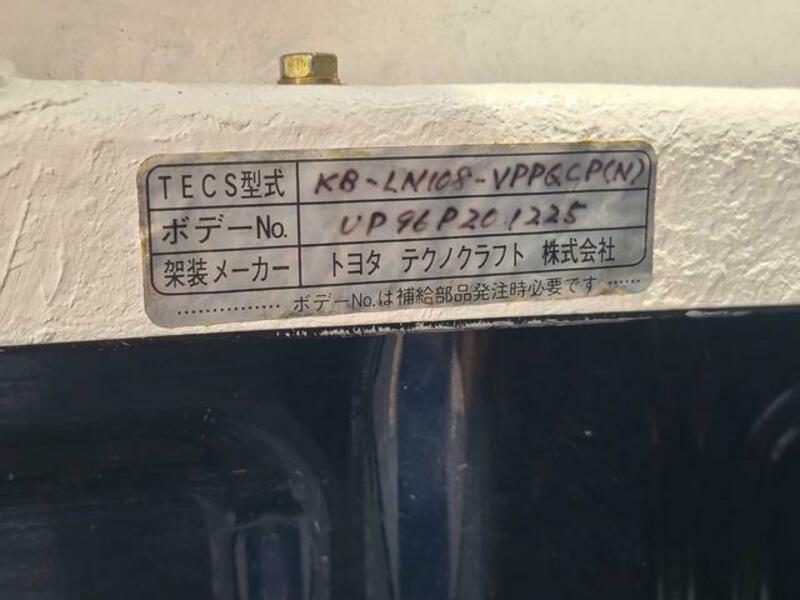 TECS型式 KB-LN108-VPPQCP(N)
ボデーNo. UP96P201225
架装メーカー トヨタ テクノクラフト 株式会社
…………… ボデーNo.は補給部品発注時必要です ……